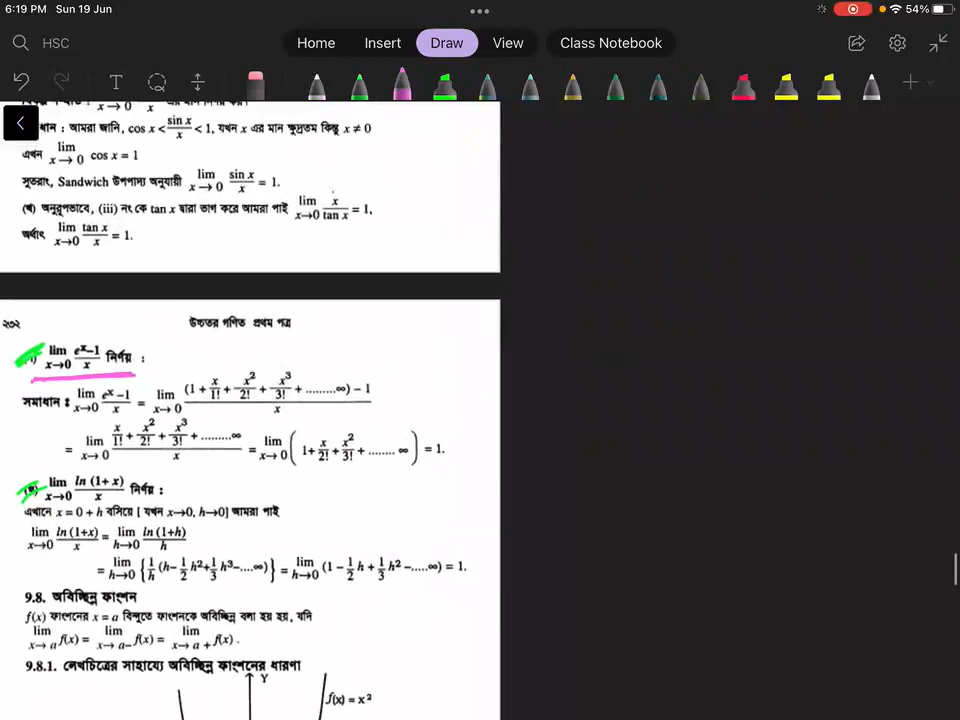 6:19 PM Sun 19 Jun
54%
HSC
Home Insert Draw View Class Notebook
x→0 x এর মান নির্ণয় কর।
ধান : আমরা জানি, cos x < sin x/x < 1, যখন x এর মান ক্ষুদ্রতম কিন্তু x ≠ 0
এখন lim x→0 cos x = 1
সুতরাং, Sandwich উপপাদ্য অনুযায়ী lim x→0 sin x/x = 1.
(খ) অনুরূপভাবে, (iii) নং কে tan x দ্বারা ভাগ করে আমরা পাই lim x→0 x/tan x = 1,
অর্থাৎ lim x→0 tan x/x = 1.
২৩২ উচ্চতর গণিত প্রথম পত্র
lim x→0 eˣ−1/x নির্ণয় :
সমাধান : lim x→0 eˣ−1/x = lim x→0 (1 + x/1! + x²/2! + x³/3! + .........∞) − 1/x
= lim x→0 x/1! + x²/2! + x³/3! + .........∞/x = lim x→0 (1 + x/2! + x²/3! + ........ ∞) = 1.
lim x→0 ln (1 + x)/x নির্ণয় :
এখানে x = 0 + h বসিয়ে [ যখন x→0, h→0] আমরা পাই
lim x→0 ln (1+x)/x = lim h→0 ln (1+h)/h
= lim h→0 {1/h (h− 1/2 h²+ 1/3 h³−....∞)} = lim h→0 (1 − 1/2 h + 1/3 h² −.....∞) = 1.
9.8. অবিচ্ছিন্ন ফাংশন
f(x) ফাংশনের x = a বিন্দুতে ফাংশনকে অবিচ্ছিন্ন বলা হয় হয়, যদি
lim x→a f(x) = lim x→a− f(x) = lim x→a+ f(x) .
9.8.1. লেখচিত্রের সাহায্যে অবিচ্ছিন্ন ফাংশনের ধারণা
Y
f(x) = x²